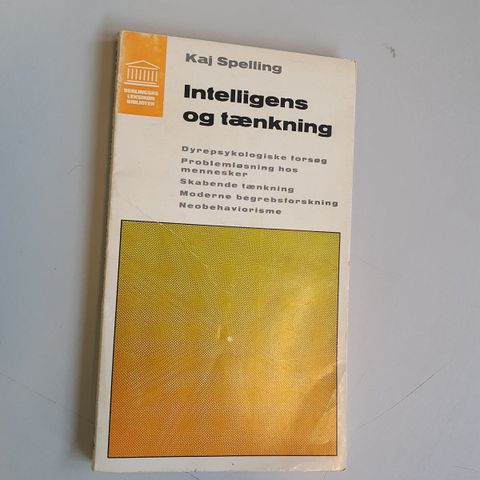 BERLINGSKE
LEKSIKON
BIBLIOTEK
Kaj Spelling
Intelligens
og tænkning
Dyrepsykologiske forsøg
Problemløsning hos
mennesker
Skabende tænkning
Moderne begrebsforskning
Neobehaviorisme